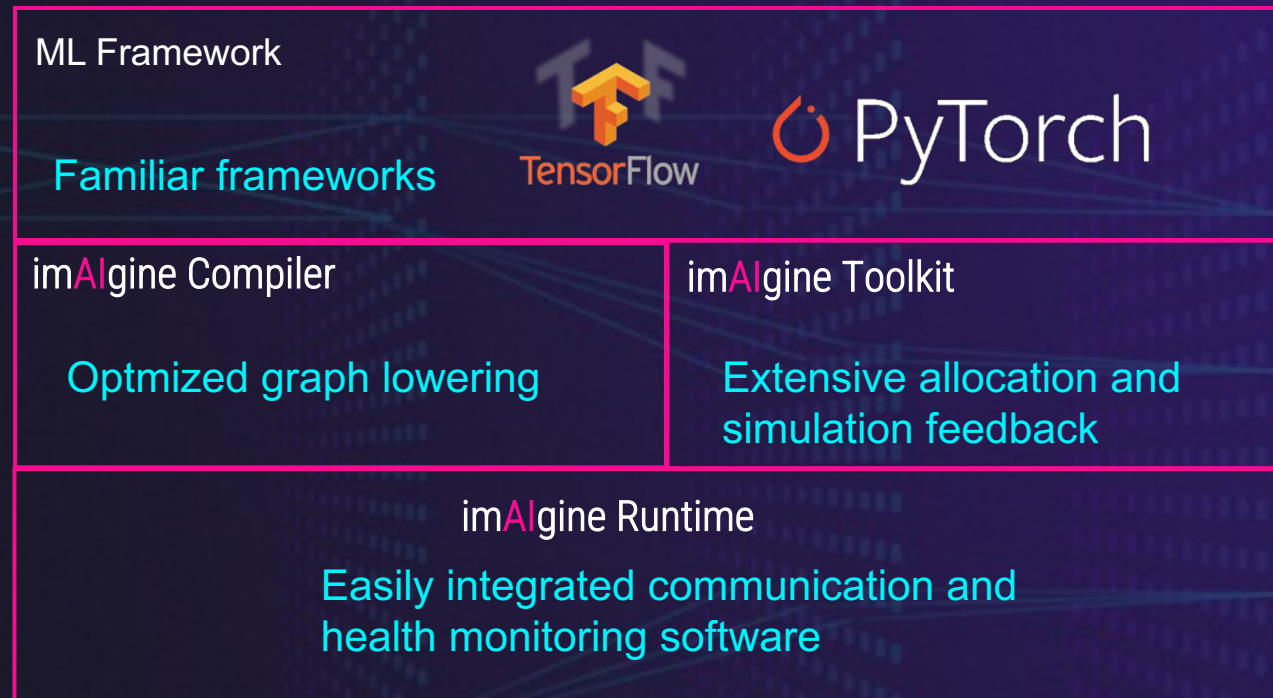 ML Framework
TensorFlow
PyTorch
Familiar frameworks
imAIgine Compiler
Optmized graph lowering
imAIgine Toolkit
Extensive allocation and
simulation feedback
imAIgine Runtime
Easily integrated communication and
health monitoring software